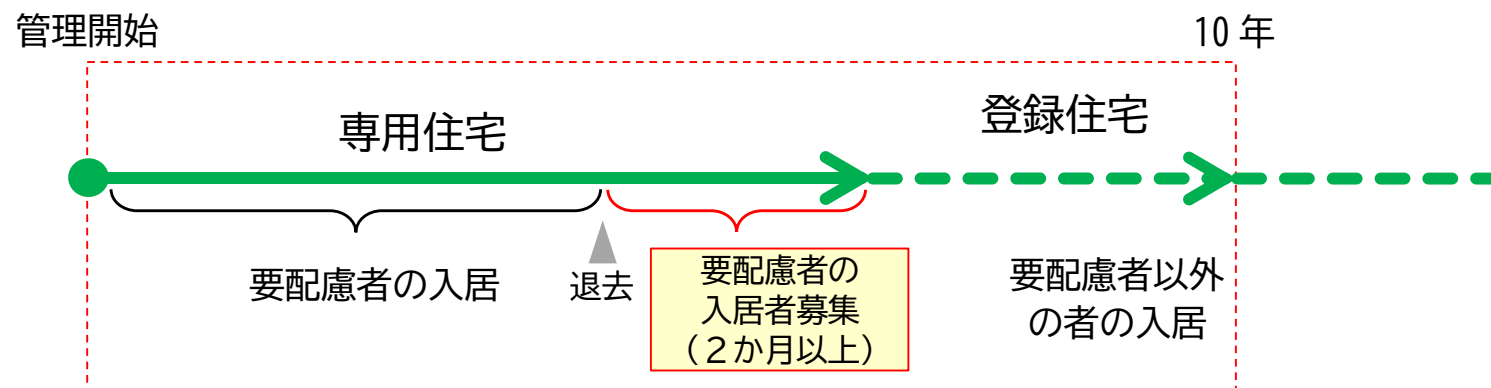 管理開始
10 年
専用住宅
登録住宅
要配慮者の入居
退去
要配慮者の
入居者募集
（２か月以上）
要配慮者以外
の者の入居